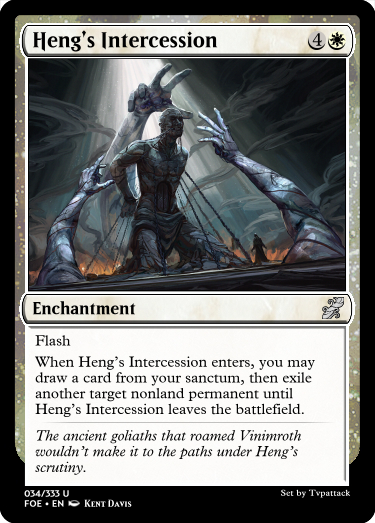 Heng's Intercession 4
Enchantment
Flash
When Heng's Intercession enters, you may
draw a card from your sanctum, then exile
another target nonland permanent until
Heng's Intercession leaves the battlefield.
The ancient goliaths that roamed Vinimroth
wouldn't make it to the paths under Heng's
scrutiny.
034/333 U
FOE • EN Kent Davis
Set by Tvpattack